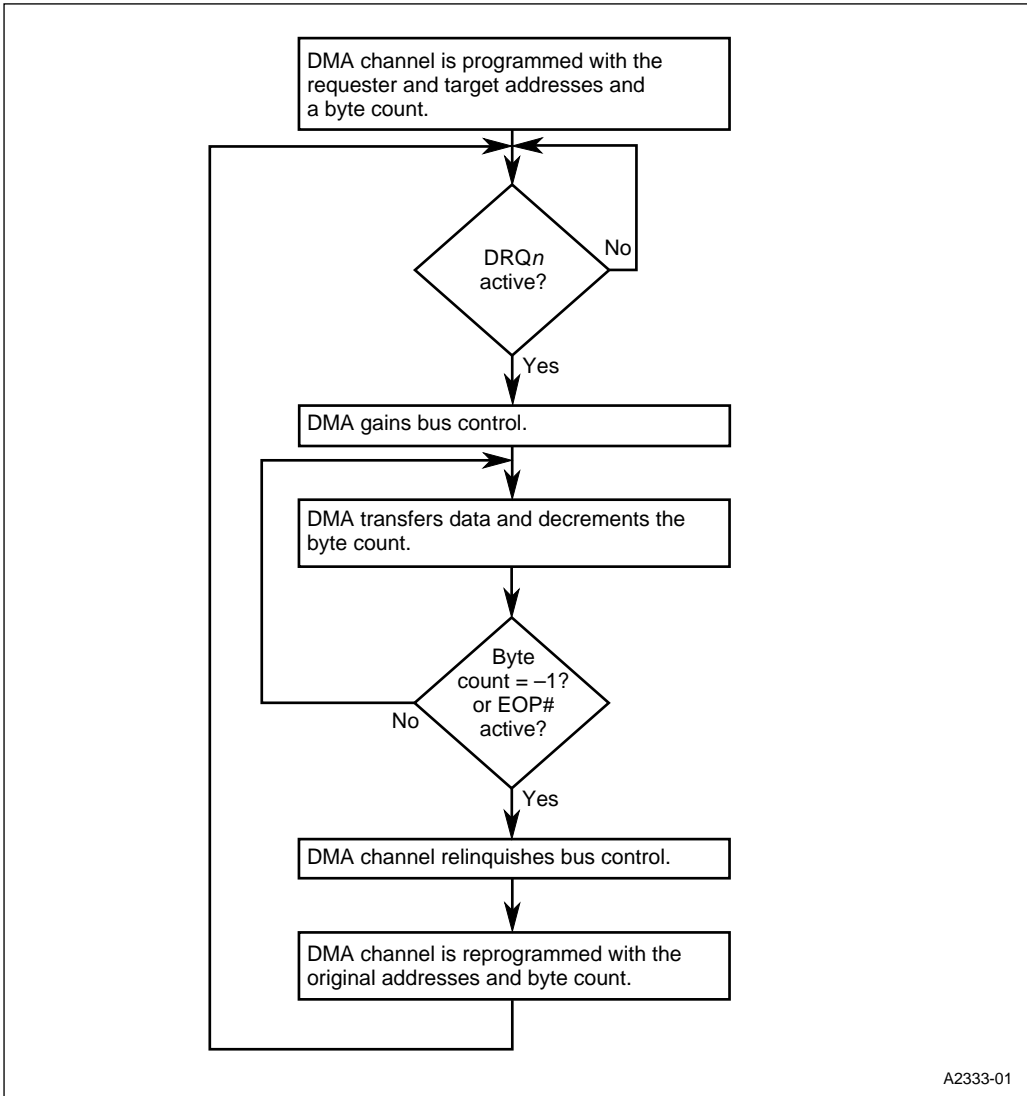 DMA channel is programmed with the
requester and target addresses and
a byte count.
DRQn
active?
No
Yes
DMA gains bus control.
DMA transfers data and decrements the
byte count.
Byte
count = –1?
or EOP#
active?
No
Yes
DMA channel relinquishes bus control.
DMA channel is reprogrammed with the
original addresses and byte count.
A2333-01